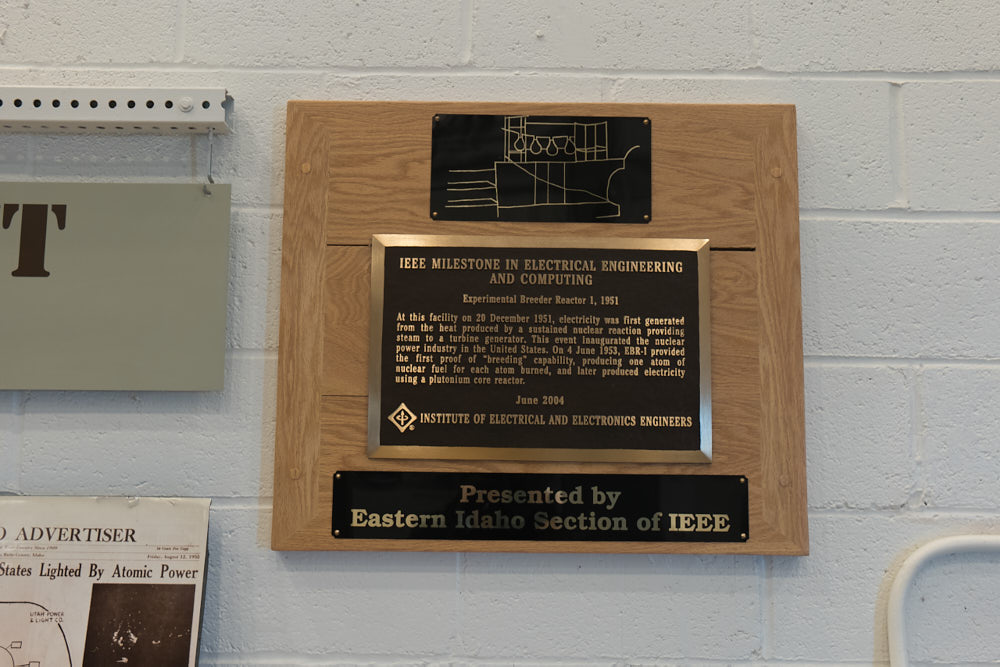 T
IEEE MILESTONE IN ELECTRICAL ENGINEERING
AND COMPUTING
Experimental Breeder Reactor 1, 1951
At this facility on 20 December 1951, electricity was first generated
from the heat produced by a sustained nuclear reaction providing
steam to a turbine generator. This event inaugurated the nuclear
power industry in the United States. On 4 June 1953, EBR-I provided
the first proof of "breeding" capability, producing one atom of
nuclear fuel for each atom burned, and later produced electricity
using a plutonium core reactor.
June 2004
INSTITUTE OF ELECTRICAL AND ELECTRONICS ENGINEERS
Presented by
Eastern Idaho Section of IEEE
O ADVERTISER
States Lighted By Atomic Power
UTAH POWER
& LIGHT CO.